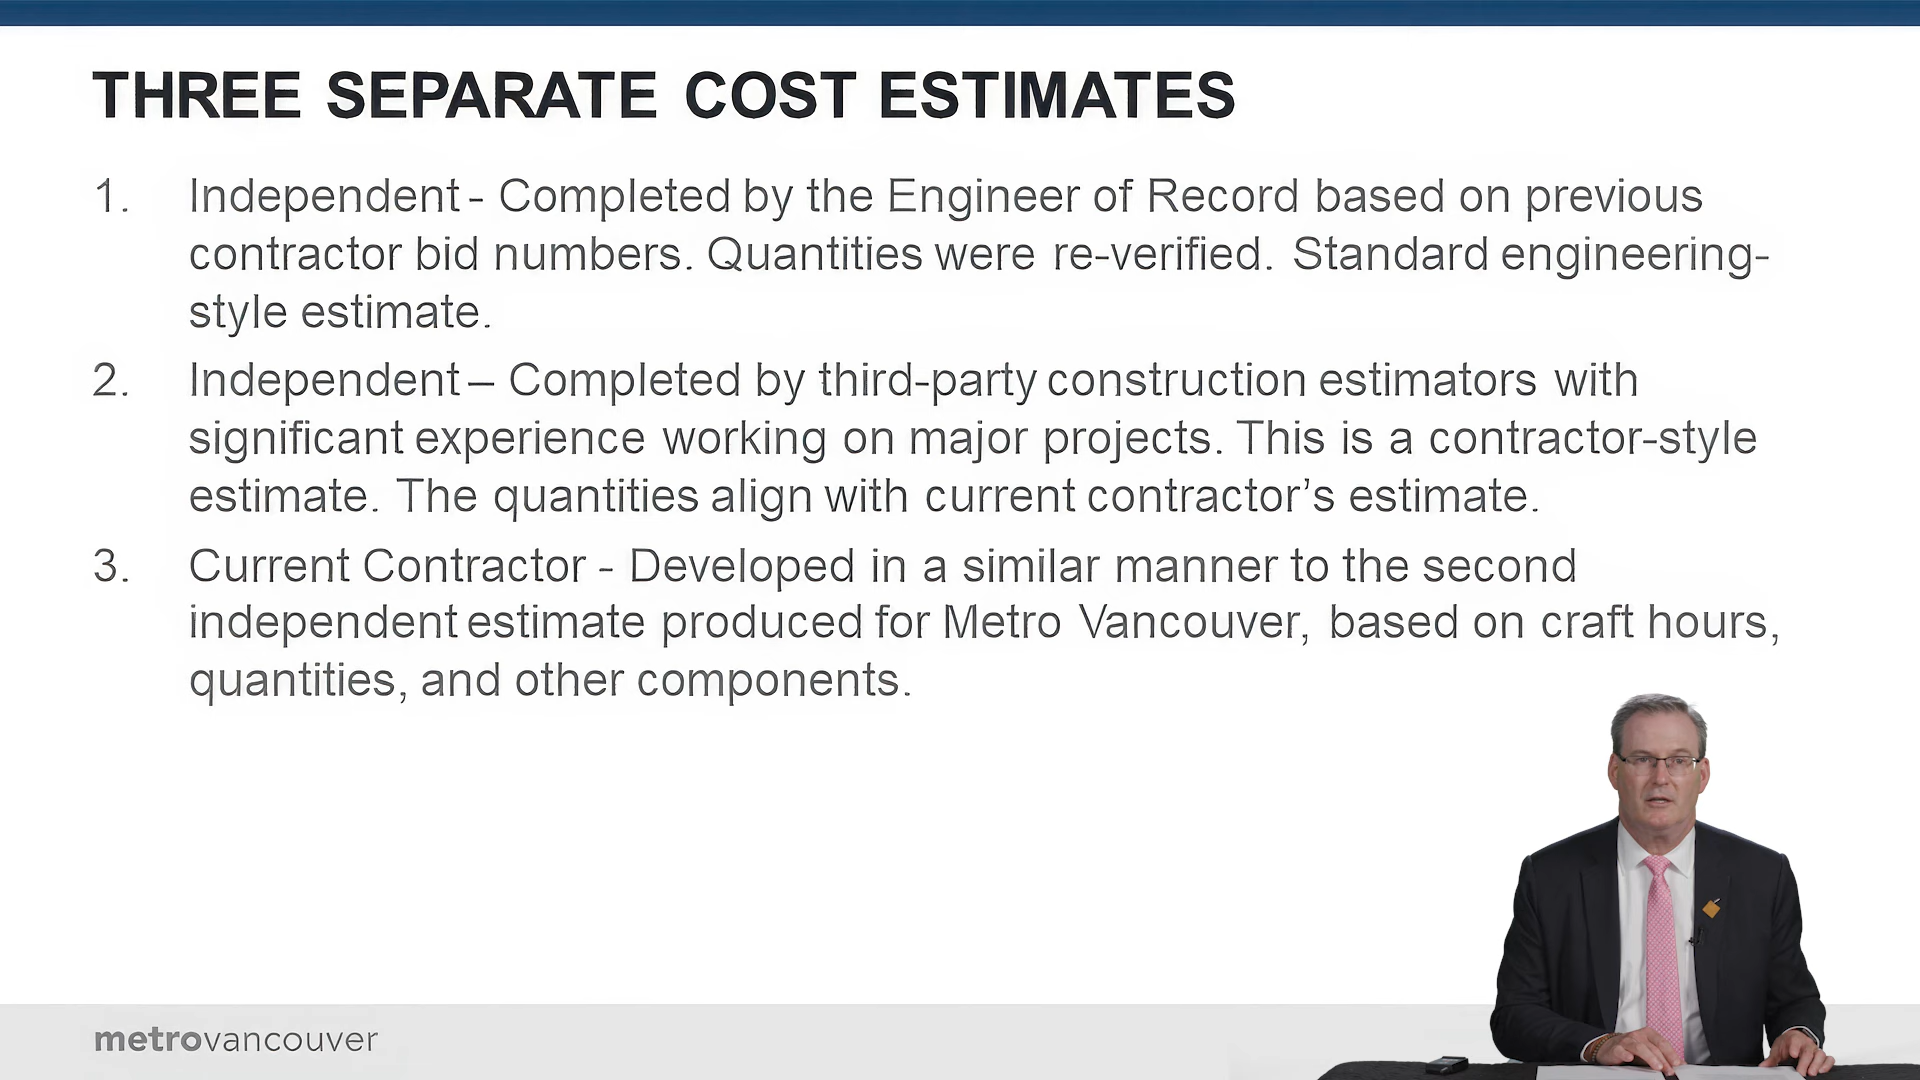 THREE SEPARATE COST ESTIMATES
1. Independent - Completed by the Engineer of Record based on previous
contractor bid numbers. Quantities were re-verified. Standard engineering-
style estimate.
2. Independent – Completed by third-party construction estimators with
significant experience working on major projects. This is a contractor-style
estimate. The quantities align with current contractor’s estimate.
3. Current Contractor - Developed in a similar manner to the second
independent estimate produced for Metro Vancouver, based on craft hours,
quantities, and other components.
metrovancouver